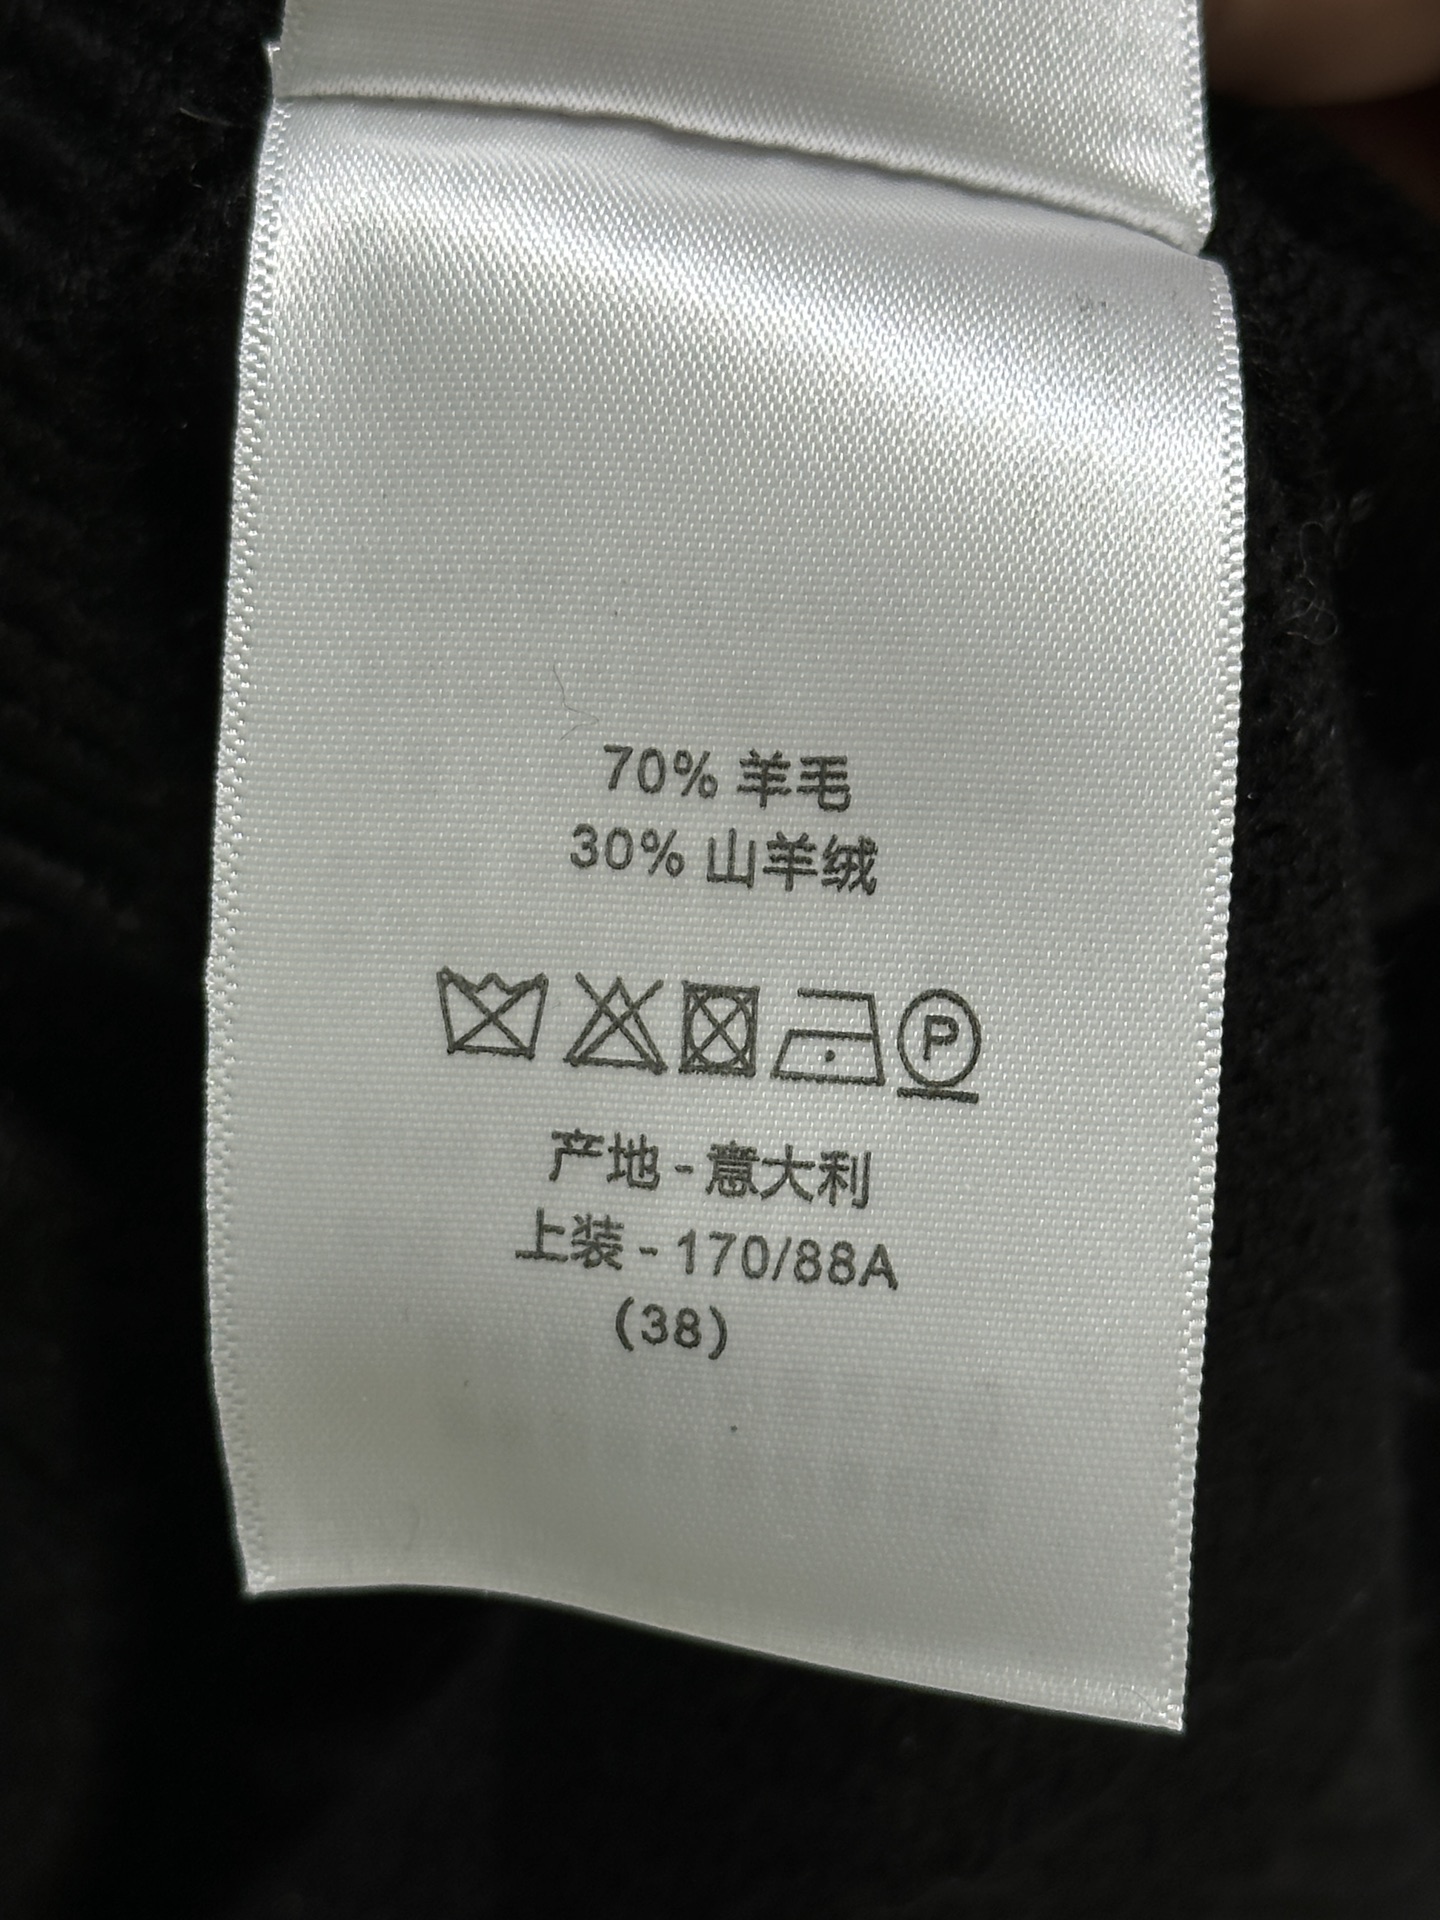 70% 羊毛
30% 山羊绒
P
产地 - 意大利
上装 - 170/88A
(38)